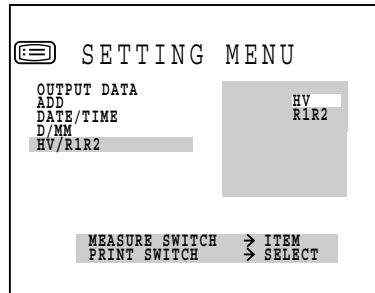 SETTING MENU
OUTPUT DATA
ADD
DATE/TIME
D/MM
HV/R1R2
HV
R1R2
MEASURE SWITCH → ITEM
PRINT SWITCH → SELECT